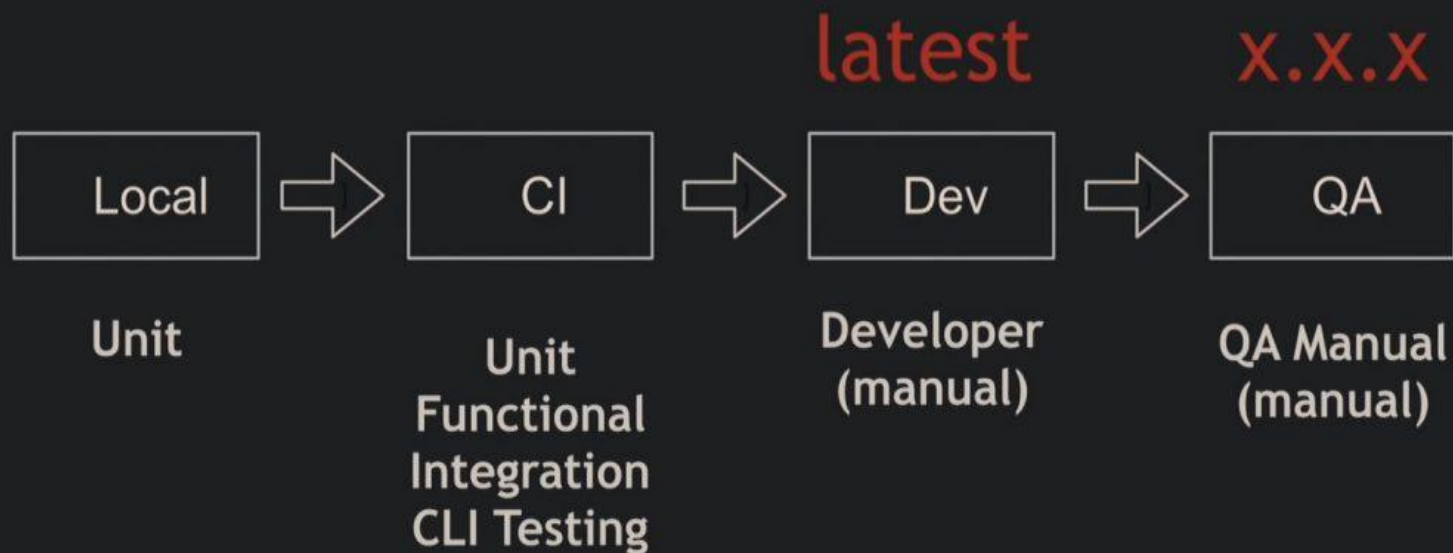 latest
x.x.x
Local
CI
Dev
QA
Unit
Unit
Functional
Integration
CLI Testing
Developer
(manual)
QA Manual
(manual)